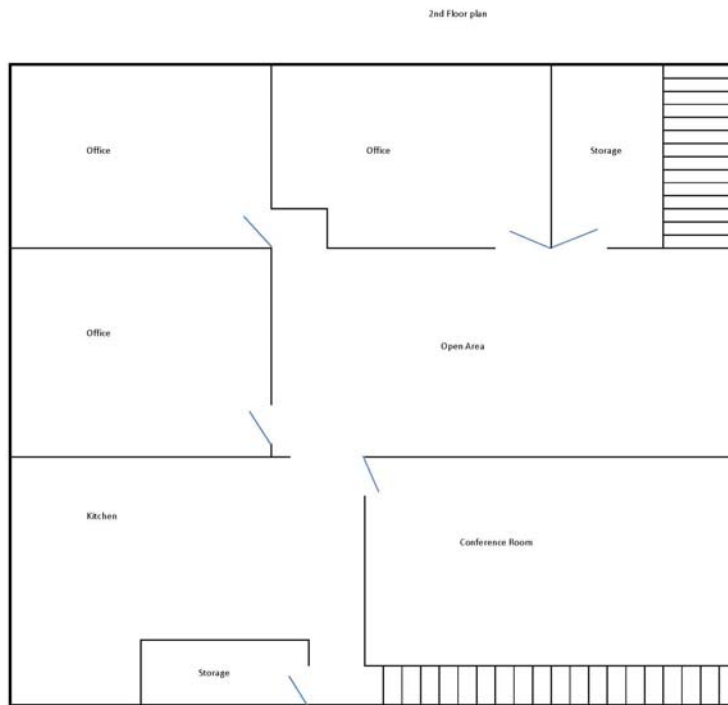 2nd Floor plan
Office
Office
Storage
Office
Open Area
Kitchen
Conference Room
Storage